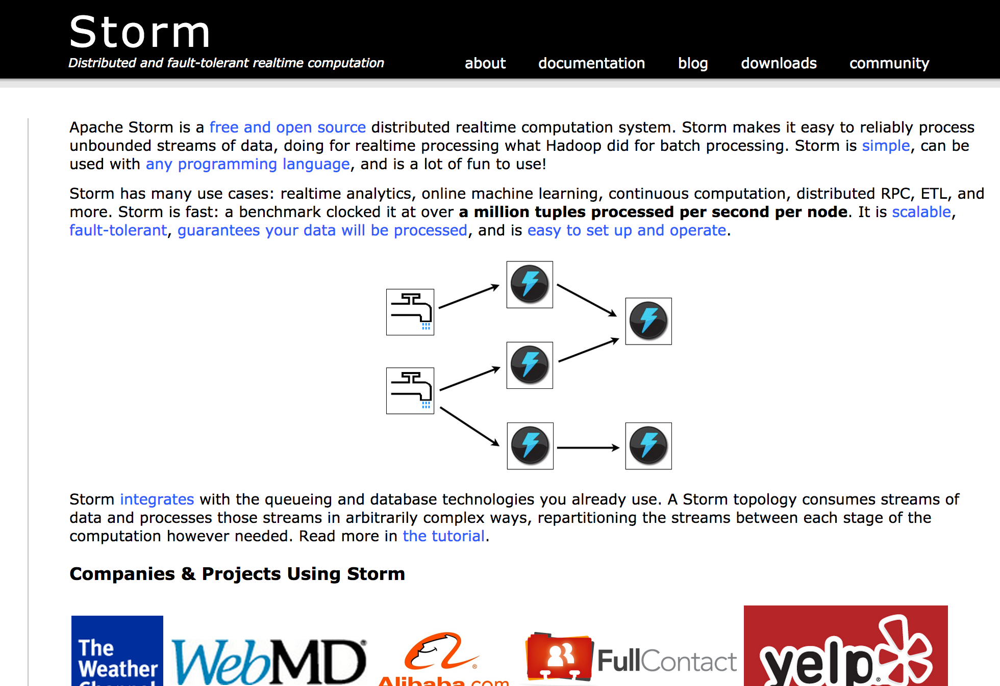 Storm
Distributed and fault-tolerant realtime computation
about documentation blog downloads community
Apache Storm is a free and open source distributed realtime computation system. Storm makes it easy to reliably process
unbounded streams of data, doing for realtime processing what Hadoop did for batch processing. Storm is simple, can be
used with any programming language, and is a lot of fun to use!
Storm has many use cases: realtime analytics, online machine learning, continuous computation, distributed RPC, ETL, and
more. Storm is fast: a benchmark clocked it at over a million tuples processed per second per node. It is scalable,
fault-tolerant, guarantees your data will be processed, and is easy to set up and operate.
Storm integrates with the queueing and database technologies you already use. A Storm topology consumes streams of
data and processes those streams in arbitrarily complex ways, repartitioning the streams between each stage of the
computation however needed. Read more in the tutorial.
Companies & Projects Using Storm
The
Weather
Channel
WebMD
Alibaba.com
FullContact
yelp